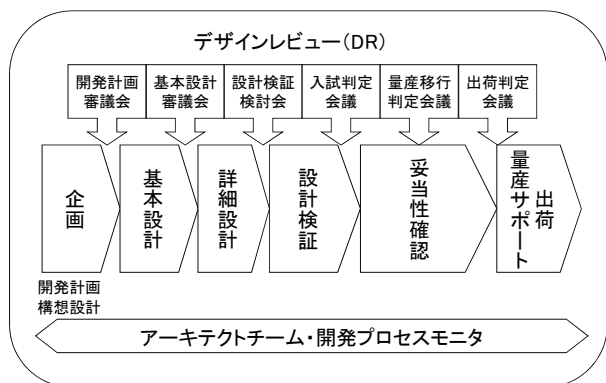 デザインレビュー(DR)
開発計画
審議会
基本設計
審議会
設計検証
検討会
入試判定
会議
量産移行
判定会議
出荷判定
会議
企画
基本設計
詳細設計
設計検証
妥当性確認
出荷
量産サポート
開発計画
構想設計
アーキテクトチーム・開発プロセスモニタ